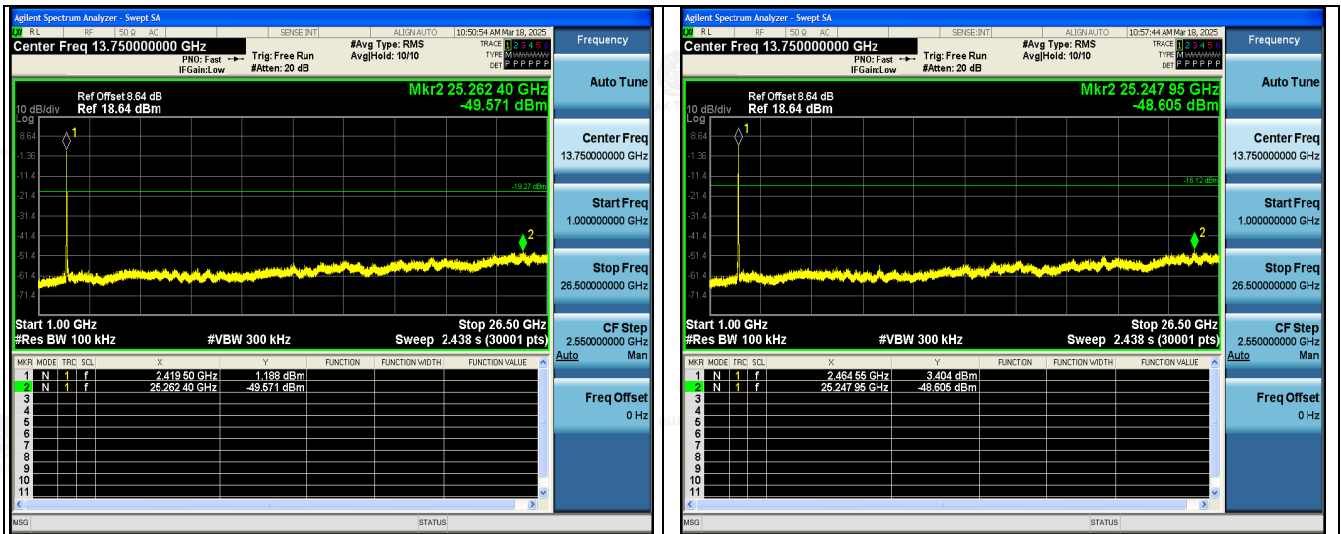 Agilent Spectrum Analyzer - Swept SA
RL RF 50 Ω AC SENSE:INT ALIGN AUTO 10:50:54 AM Mar 18, 2025
Center Freq 13.750000000 GHz
PNO: Fast
IFGain:Low
Trig: Free Run
#Atten: 20 dB
#Avg Type: RMS
Avg|Hold: 10/10
TRACE 1 2 3 4 5 6
TYPE M
DET P P P P P P
Mkr2 25.262 40 GHz
-49.571 dBm
Ref Offset 8.64 dB
10 dB/div Ref 18.64 dBm
Log
8.64
-1.36
-11.4
-21.4
-31.4
-41.4
-51.4
-61.4
-71.4
1
-19.27 dBm
2
Start 1.00 GHz Stop 26.50 GHz
#Res BW 100 kHz #VBW 300 kHz Sweep 2.438 s (30001 pts)
MKR MODE TRC SCL X Y FUNCTION FUNCTION WIDTH FUNCTION VALUE
1 N 1 f 2.419 50 GHz 1.188 dBm
2 N 1 f 25.262 40 GHz -49.571 dBm
3
4
5
6
7
8
9
10
11
MSG STATUS
Frequency
Auto Tune
Center Freq
13.750000000 GHz
Start Freq
1.000000000 GHz
Stop Freq
26.500000000 GHz
CF Step
2.550000000 GHz
Auto Man
Freq Offset
0 Hz
Agilent Spectrum Analyzer - Swept SA
RL RF 50 Ω AC SENSE:INT ALIGN AUTO 10:57:44 AM Mar 18, 2025
Center Freq 13.750000000 GHz
PNO: Fast
IFGain:Low
Trig: Free Run
#Atten: 20 dB
#Avg Type: RMS
Avg|Hold: 10/10
TRACE 1 2 3 4 5 6
TYPE M
DET P P P P P P
Mkr2 25.247 95 GHz
-48.605 dBm
Ref Offset 8.64 dB
10 dB/div Ref 18.64 dBm
Log
8.64
-1.36
-11.4
-21.4
-31.4
-41.4
-51.4
-61.4
-71.4
1
-16.12 dBm
2
Start 1.00 GHz Stop 26.50 GHz
#Res BW 100 kHz #VBW 300 kHz Sweep 2.438 s (30001 pts)
MKR MODE TRC SCL X Y FUNCTION FUNCTION WIDTH FUNCTION VALUE
1 N 1 f 2.464 55 GHz 3.404 dBm
2 N 1 f 25.247 95 GHz -48.605 dBm
3
4
5
6
7
8
9
10
11
MSG STATUS
Frequency
Auto Tune
Center Freq
13.750000000 GHz
Start Freq
1.000000000 GHz
Stop Freq
26.500000000 GHz
CF Step
2.550000000 GHz
Auto Man
Freq Offset
0 Hz